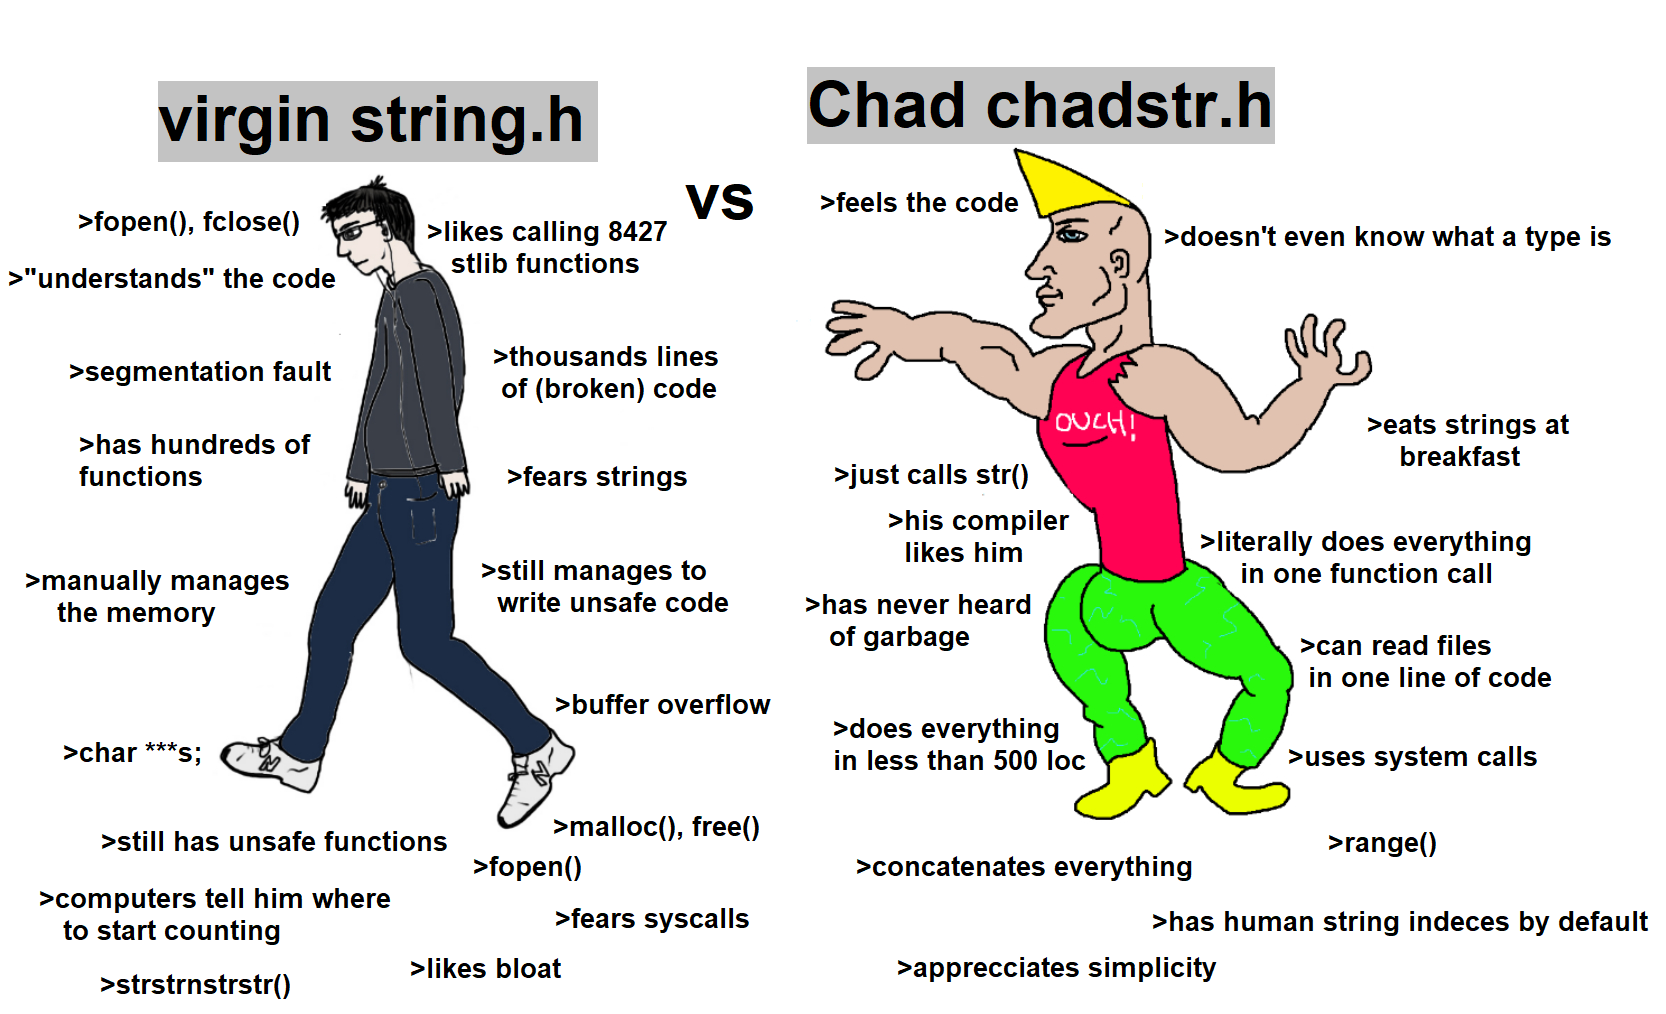 virgin string.h
Chad chadstr.h
vs
>fopen(), fclose()
>"understands" the code
>likes calling 8427
stlib functions
>segmentation fault
>thousands lines
of (broken) code
>has hundreds of
functions
>fears strings
>manually manages
the memory
>still manages to
write unsafe code
>buffer overflow
>char ***s;
>malloc(), free()
>still has unsafe functions
>fopen()
>computers tell him where
to start counting
>fears syscalls
>likes bloat
>strstrnstrstr()
>feels the code
>doesn't even know what a type is
OUCH!
>eats strings at
breakfast
>just calls str()
>his compiler
likes him
>literally does everything
in one function call
>has never heard
of garbage
>can read files
in one line of code
>does everything
in less than 500 loc
>uses system calls
>range()
>concatenates everything
>has human string indeces by default
>apprecciates simplicity